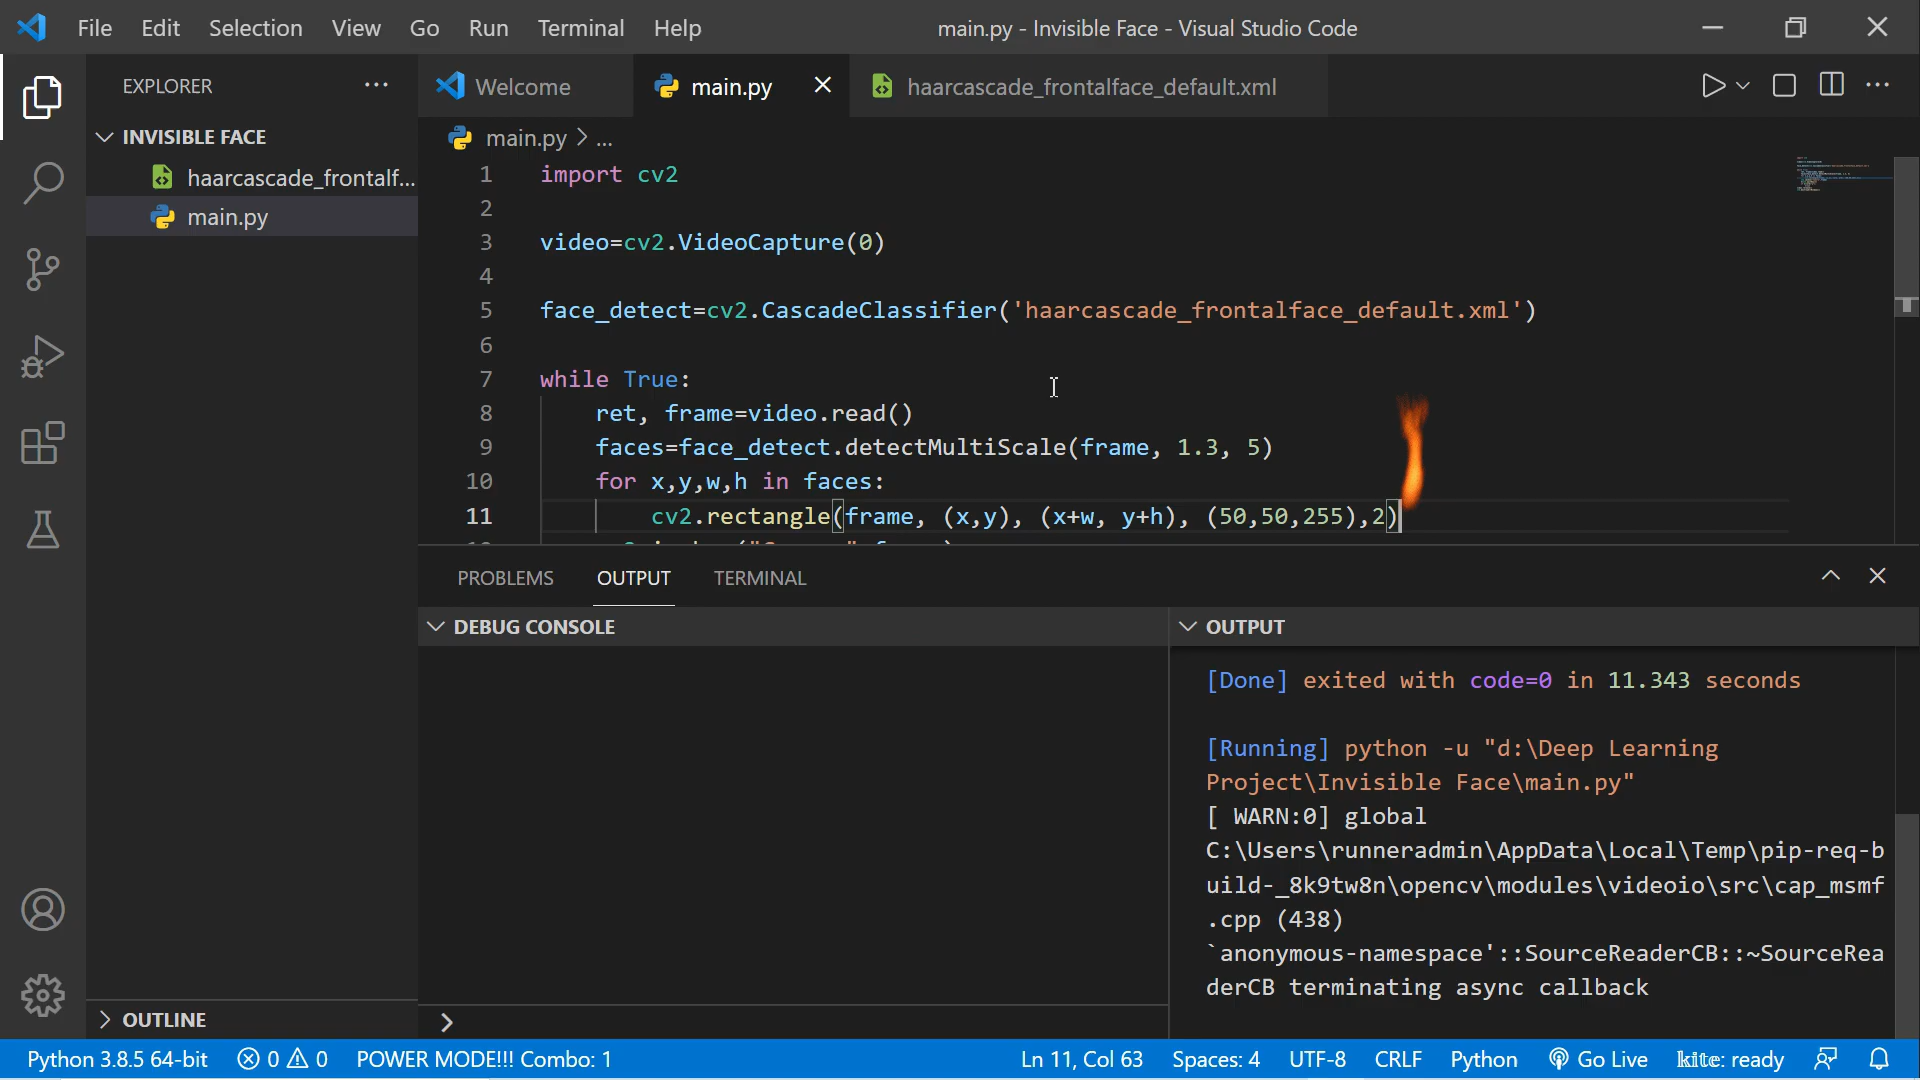 File Edit Selection View Go Run Terminal Help main.py - Invisible Face - Visual Studio Code
EXPLORER
Welcome main.py haarcascade_frontalface_default.xml
INVISIBLE FACE
haarcascade_frontalf...
main.py
main.py > ...
1 import cv2
2
3 video=cv2.VideoCapture(0)
4
5 face_detect=cv2.CascadeClassifier('haarcascade_frontalface_default.xml')
6
7 while True:
8 ret, frame=video.read()
9 faces=face_detect.detectMultiScale(frame, 1.3, 5)
10 for x,y,w,h in faces:
11 cv2.rectangle(frame, (x,y), (x+w, y+h), (50,50,255),2)
PROBLEMS OUTPUT TERMINAL
DEBUG CONSOLE
OUTPUT
[Done] exited with code=0 in 11.343 seconds
[Running] python -u "d:\Deep Learning
Project\Invisible Face\main.py"
[ WARN:0] global
C:\Users\runneradmin\AppData\Local\Temp\pip-req-b
uild-_8k9tw8n\opencv\modules\videoio\src\cap_msmf
.cpp (438)
`anonymous-namespace'::SourceReaderCB::~SourceRea
derCB terminating async callback
OUTLINE
Python 3.8.5 64-bit 0 0 POWER MODE!!! Combo: 1 Ln 11, Col 63 Spaces: 4 UTF-8 CRLF Python Go Live kite: ready